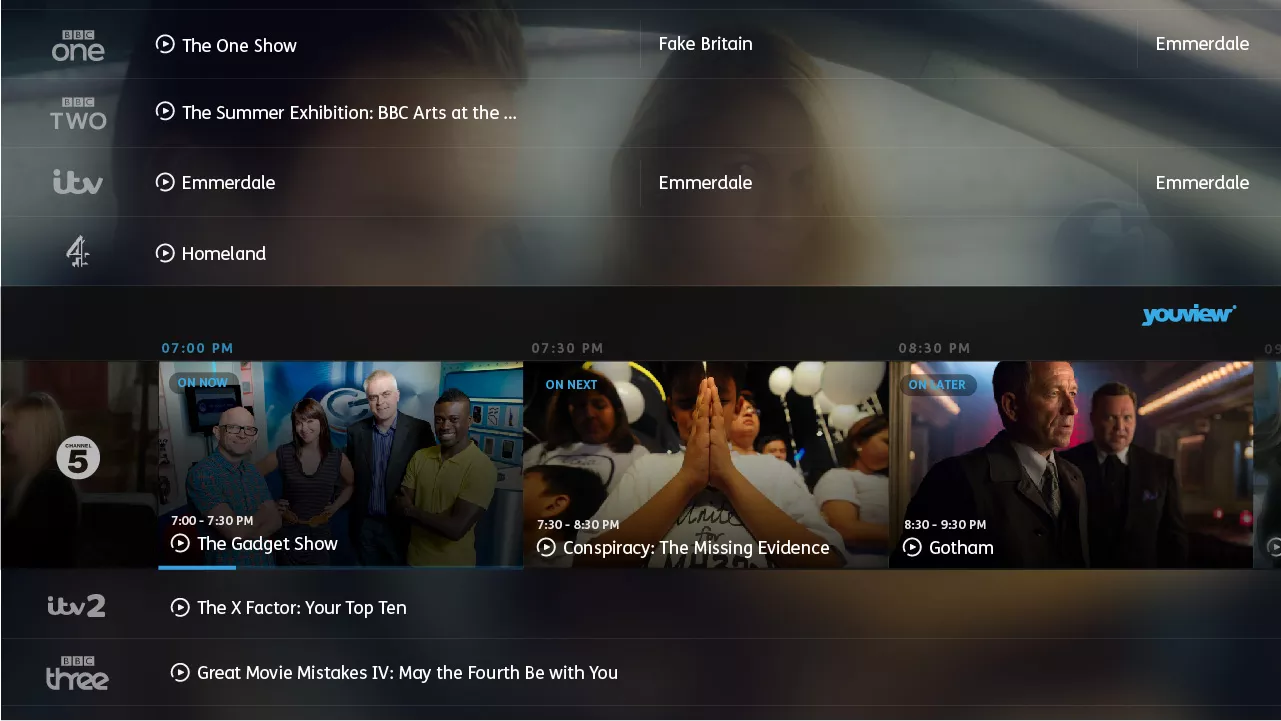 BBC
one
The One Show
Fake Britain
Emmerdale
BBC
TWO
The Summer Exhibition: BBC Arts at the ...
itv
Emmerdale
Emmerdale
Emmerdale
4
Homeland
youview
07:00 PM
07:30 PM
08:30 PM
09
CHANNEL
5
ON NOW
7:00 - 7:30 PM
The Gadget Show
ON NEXT
Unite
for
MH370
7:30 - 8:30 PM
Conspiracy: The Missing Evidence
ON LATER
8:30 - 9:30 PM
Gotham
itv2
The X Factor: Your Top Ten
BBC
three
Great Movie Mistakes IV: May the Fourth Be with You